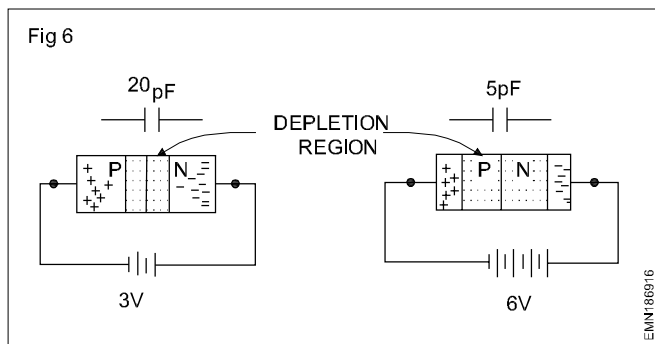 Fig 6
20pF
5pF
DEPLETION
REGION
P
N
P
N
3V
6V
EMN186916